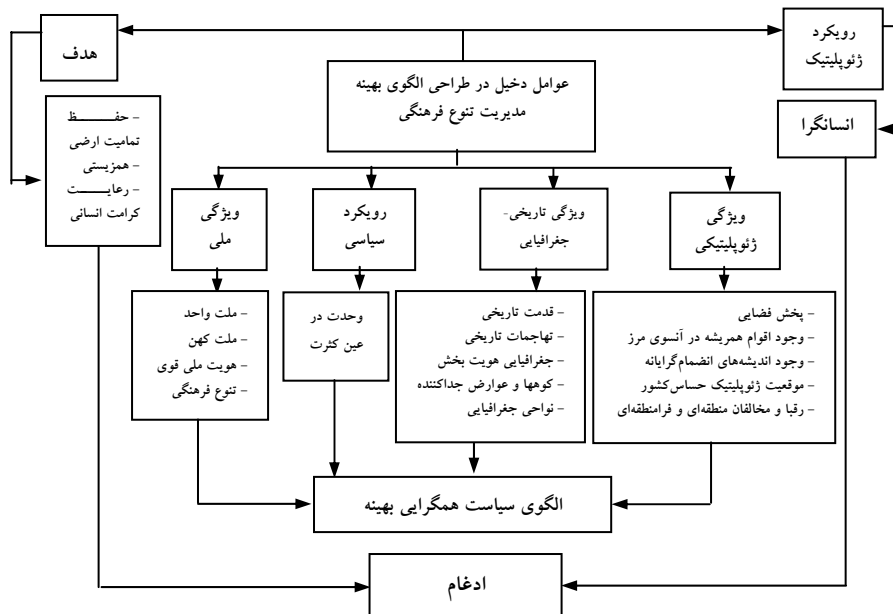 رویکرد
ژئوپلیتیک
هدف
عوامل دخیل در طراحی الگوی بهینه
مدیریت تنوع فرهنگی
انسانگرا
- حفــــــــظ
تمامیت ارضی
- همزیستی
- رعایـــــــت
کرامت انسانی
ویژگی
ژئوپلیتیکی
ویژگی تاریخی-
جغرافیایی
رویکرد
سیاسی
ویژگی
ملی
- پخش فضایی
- وجود اقوام همریشه در آنسوی مرز
- وجود اندیشه‌های انضمام‌گرایانه
- موقعیت ژئوپلیتیک حساس‌کشور
- رقبا و مخالفان منطقه‌ای و فرامنطقه‌ای
- قدمت تاریخی
- تهاجمات تاریخی
- جغرافیایی هویت بخش
- کوهها و عوارض جداکننده
- نواحی جغرافیایی
وحدت در
عین کثرت
- ملت واحد
- ملت کهن
- هویت ملی قوی
- تنوع فرهنگی
الگوی سیاست همگرایی بهینه
ادغام